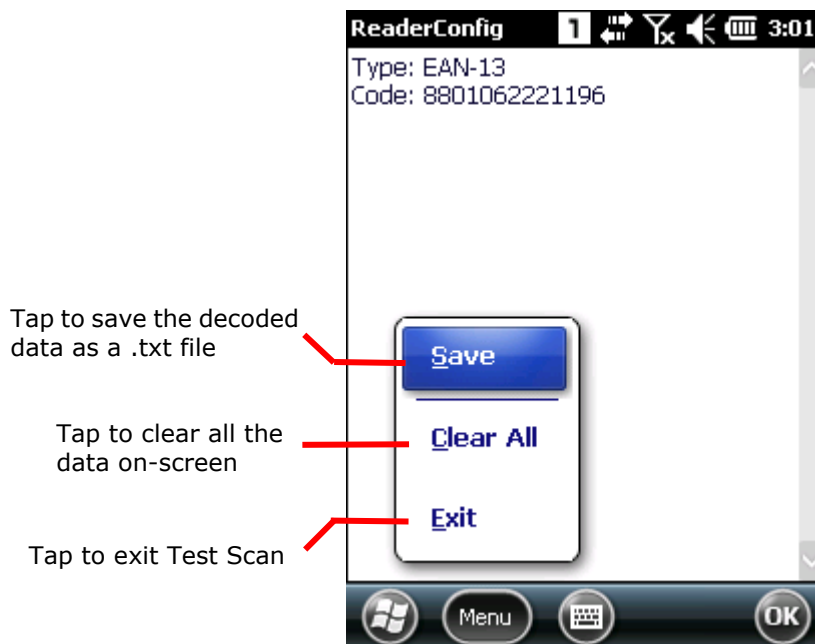 ReaderConfig 1 3:01
Type: EAN-13
Code: 8801062221196
Tap to save the decoded
data as a .txt file
Save
Tap to clear all the
data on-screen
Clear All
Exit
Tap to exit Test Scan
Menu OK